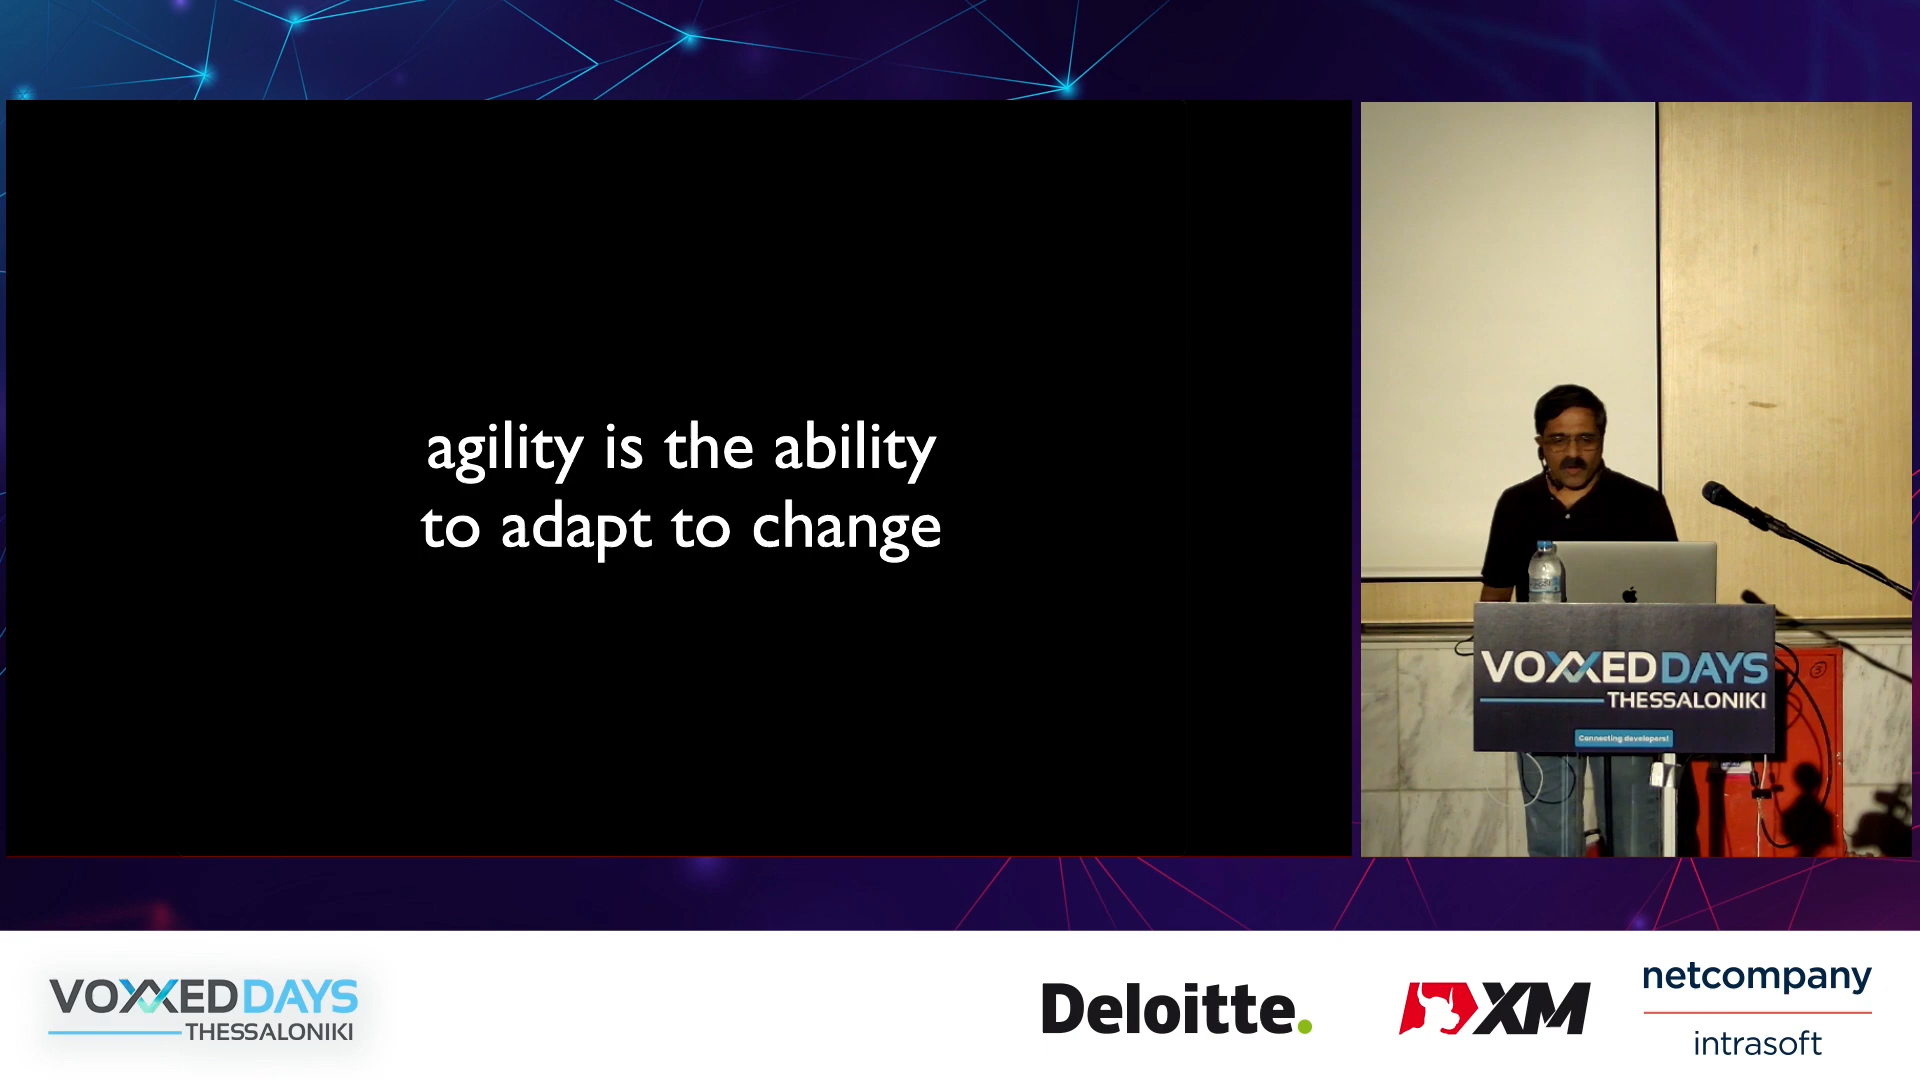 agility is the ability
to adapt to change
VOXXED DAYS
THESSALONIKI
Connecting developers!
VOXXED DAYS
THESSALONIKI
Deloitte.
XM
netcompany
intrasoft